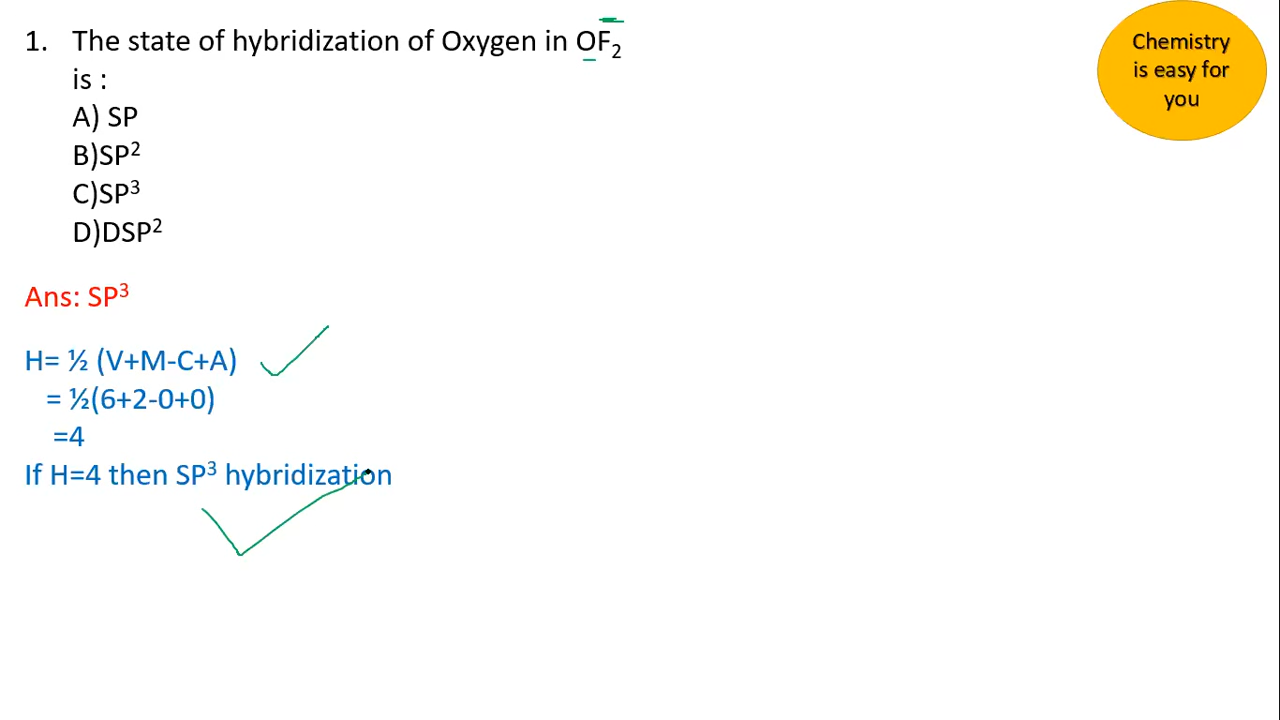 1. The state of hybridization of Oxygen in OF₂
is :
A) SP
B)SP²
C)SP³
D)DSP²
Ans: SP³
H= ½ (V+M-C+A)
= ½(6+2-0+0)
=4
If H=4 then SP³ hybridization
Chemistry
is easy for
you